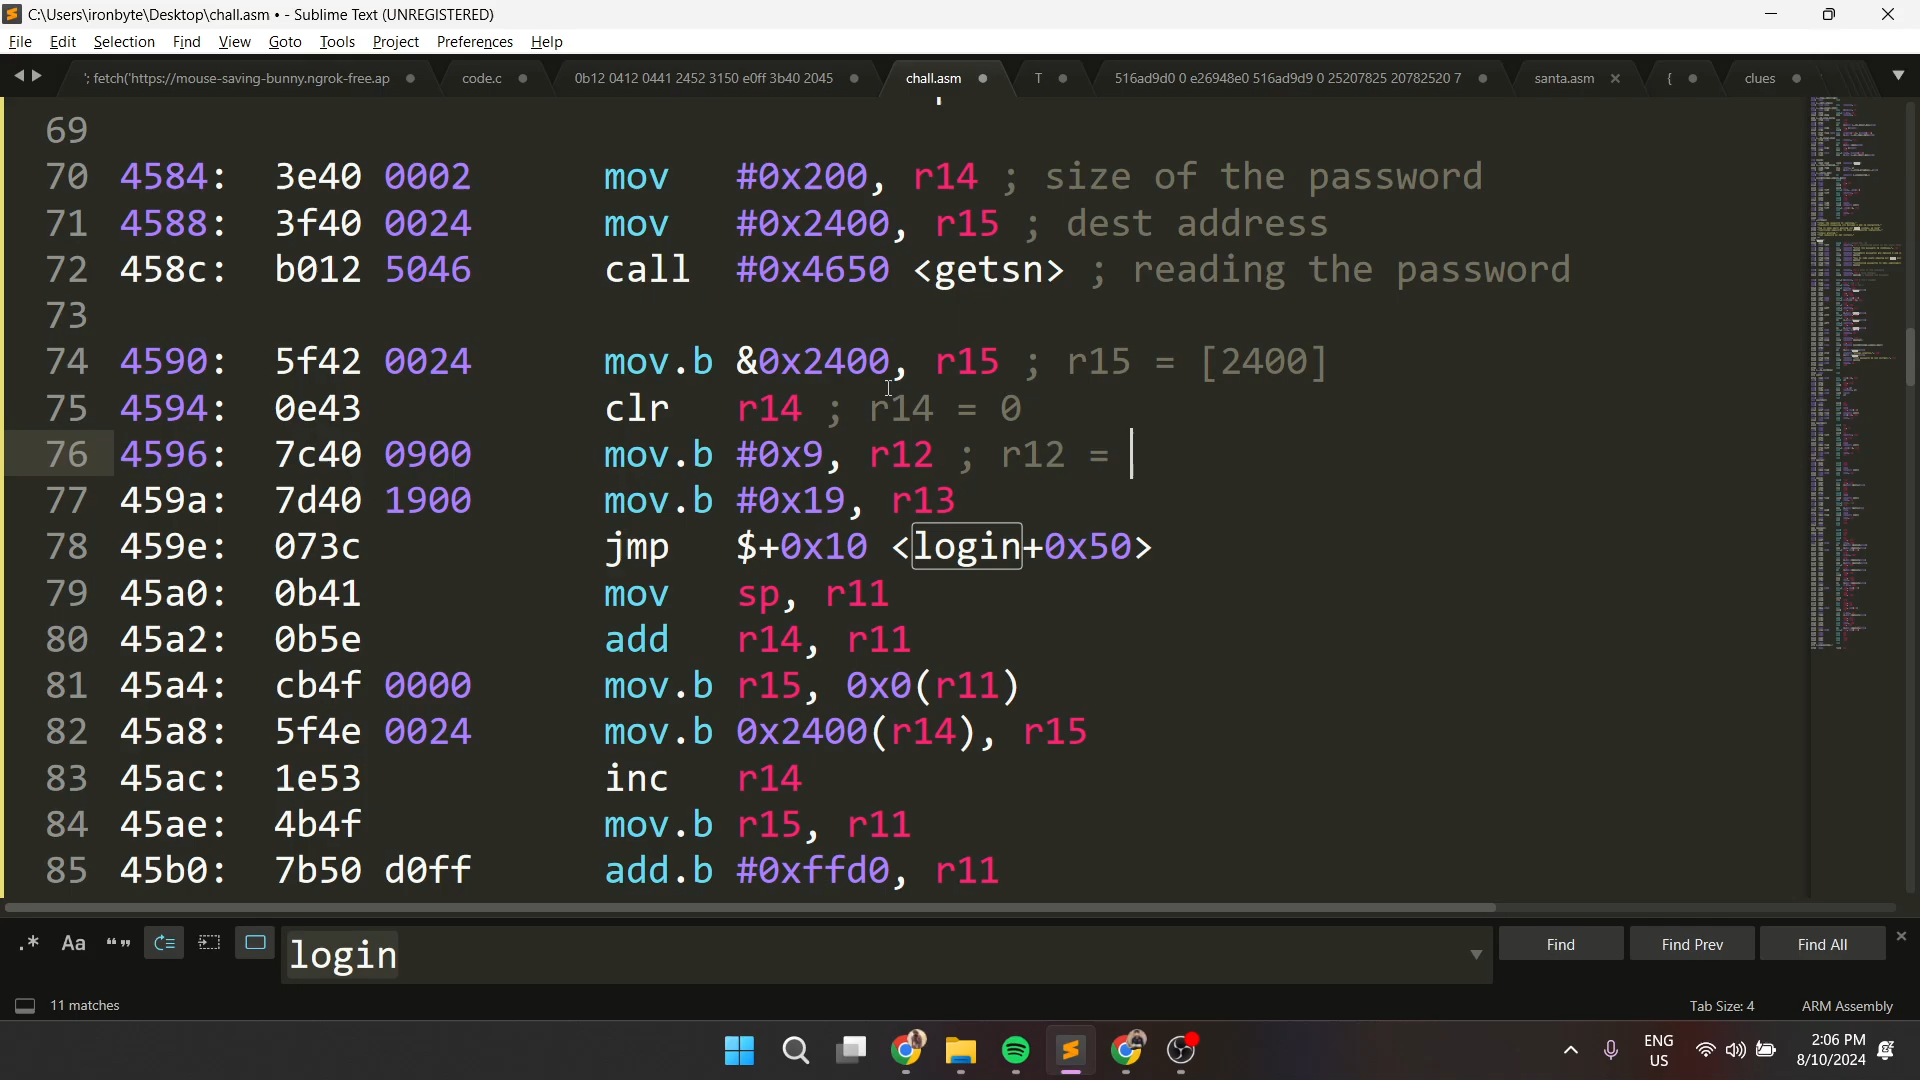 C:\Users\ironbyte\Desktop\chall.asm • - Sublime Text (UNREGISTERED)
File Edit Selection Find View Goto Tools Project Preferences Help
'; fetch('https://mouse-saving-bunny.ngrok-free.ap code.c 0b12 0412 0441 2452 3150 e0ff 3b40 2045 chall.asm T 516ad9d0 0 e26948e0 516ad9d9 0 25207825 20782520 7 santa.asm { clues
69
70 4584: 3e40 0002 mov #0x200, r14 ; size of the password
71 4588: 3f40 0024 mov #0x2400, r15 ; dest address
72 458c: b012 5046 call #0x4650 <getsn> ; reading the password
73
74 4590: 5f42 0024 mov.b &0x2400, r15 ; r15 = [2400]
75 4594: 0e43 clr r14 ; r14 = 0
76 4596: 7c40 0900 mov.b #0x9, r12 ; r12 =
77 459a: 7d40 1900 mov.b #0x19, r13
78 459e: 073c jmp $+0x10 <login+0x50>
79 45a0: 0b41 mov sp, r11
80 45a2: 0b5e add r14, r11
81 45a4: cb4f 0000 mov.b r15, 0x0(r11)
82 45a8: 5f4e 0024 mov.b 0x2400(r14), r15
83 45ac: 1e53 inc r14
84 45ae: 4b4f mov.b r15, r11
85 45b0: 7b50 d0ff add.b #0xffd0, r11
.* Aa “” login Find Find Prev Find All
11 matches Tab Size: 4 ARM Assembly
ENG
US
2:06 PM
8/10/2024